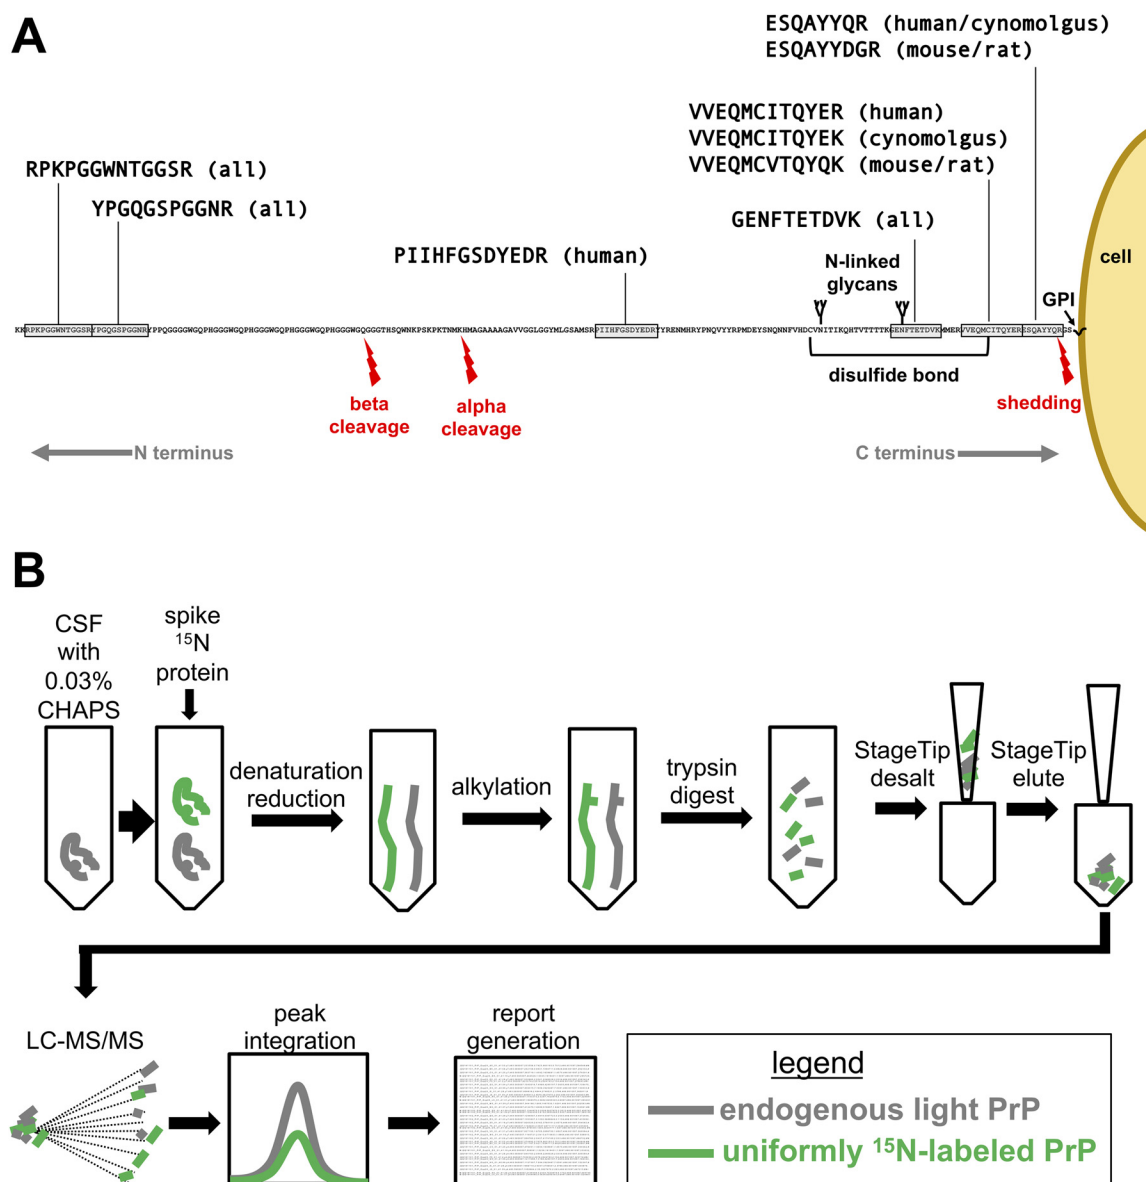 A
ESQAYYQR (human/cynomolgus)
ESQAYYDGR (mouse/rat)
VVEQMCITQYER (human)
VVEQMCITQYEK (cynomolgus)
VVEQMCVTQYQK (mouse/rat)
RPKPGGWNTGGSR (all)
YPGQGSPGGNR (all)
GENFTETDVK (all)
PIIHFGSDYEDR (human)
N-linked
glycans
cell
GPI
KKRPKPGGWNTGGSRYPGQGSPGGNRYPPQGGGGWGQPHGGGWGQPHGGGWGQPHGGGWGQPHGGGWGQGGGTHSQWNKPSKPKTNMKHMAGAAAAGAVVGGLGGYMLGSAMSRPIIHFGSDYEDRYYRENMHRYPNQVYYRPMDEYSNQNNFVHDCVNITIKQHTVTTTTKGENFTETDVKMMERVVEQMCITQYERESQAYYQRGS
disulfide bond
beta
cleavage
alpha
cleavage
shedding
N terminus
C terminus
B
CSF
with
0.03%
CHAPS
spike
15N
protein
denaturation
reduction
alkylation
trypsin
digest
StageTip
desalt
StageTip
elute
LC-MS/MS
peak
integration
report
generation
legend
endogenous light PrP
uniformly 15N-labeled PrP